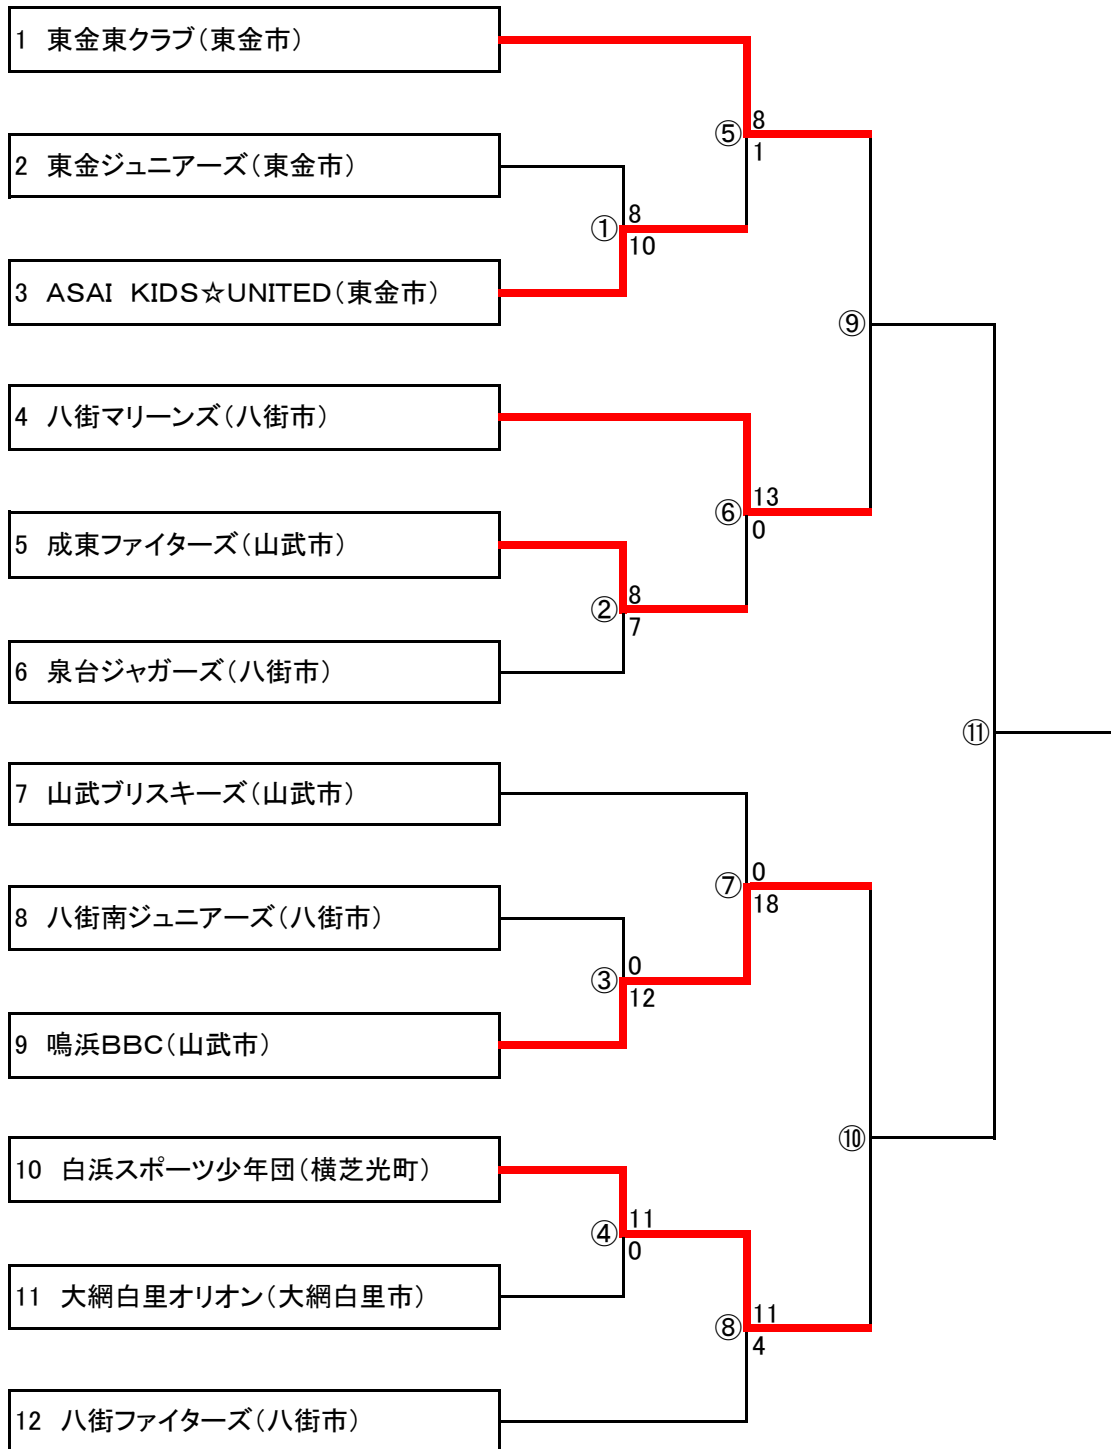 1 東金東クラブ(東金市)
8
⑤
1
2 東金ジュニアーズ(東金市)
8
①
10
3 ASAI KIDS☆UNITED(東金市)
⑨
4 八街マリーンズ(八街市)
13
⑥
0
5 成東ファイターズ(山武市)
8
②
7
6 泉台ジャガーズ(八街市)
⑪
7 山武ブリスキーズ(山武市)
0
⑦
18
8 八街南ジュニアーズ(八街市)
0
③
12
9 鳴浜BBC(山武市)
⑩
10 白浜スポーツ少年団(横芝光町)
11
④
0
11 大網白里オリオン(大網白里市)
11
⑧
4
12 八街ファイターズ(八街市)